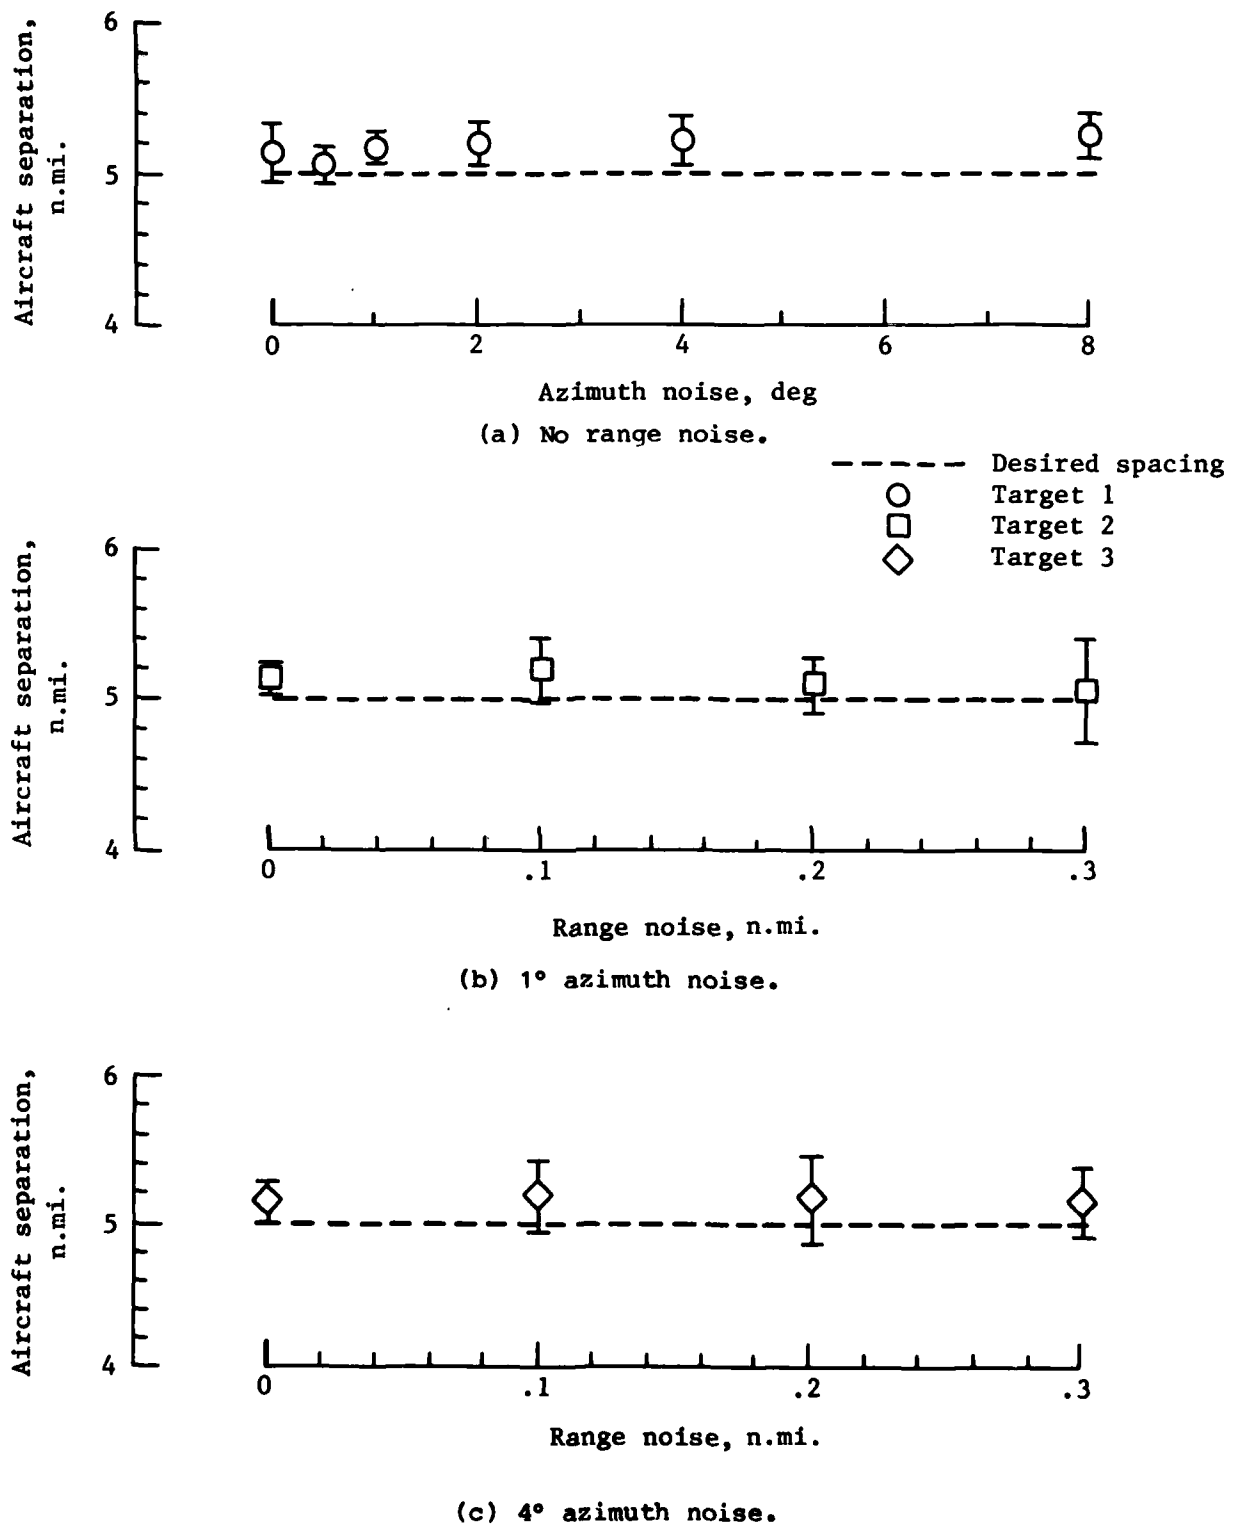 Aircraft separation,
n.mi.
6
5
4
0 2 4 6 8
Azimuth noise, deg
(a) No range noise.
Desired spacing
Target 1
Target 2
Target 3
Aircraft separation,
n.mi.
6
5
4
0 .1 .2 .3
Range noise, n.mi.
(b) 1° azimuth noise.
Aircraft separation,
n.mi.
6
5
4
0 .1 .2 .3
Range noise, n.mi.
(c) 4° azimuth noise.